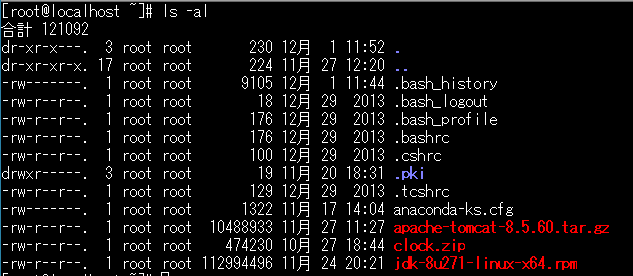 [root@localhost ~]# ls -al
合計 121092
dr-xr-x---. 3 root root 230 12月 1 11:52 .
dr-xr-xr-x. 17 root root 224 11月 27 12:20 ..
-rw-------. 1 root root 9105 12月 1 11:44 .bash_history
-rw-r--r--. 1 root root 18 12月 29 2013 .bash_logout
-rw-r--r--. 1 root root 176 12月 29 2013 .bash_profile
-rw-r--r--. 1 root root 176 12月 29 2013 .bashrc
-rw-r--r--. 1 root root 100 12月 29 2013 .cshrc
drwxr-----. 3 root root 19 11月 20 18:31 .pki
-rw-r--r--. 1 root root 129 12月 29 2013 .tcshrc
-rw-------. 1 root root 1322 11月 17 14:04 anaconda-ks.cfg
-rw-r--r--. 1 root root 10488933 11月 27 11:27 apache-tomcat-8.5.60.tar.gz
-rw-r--r--. 1 root root 474230 10月 27 18:44 clock.zip
-rw-r--r--. 1 root root 112994496 11月 24 20:21 jdk-8u271-linux-x64.rpm